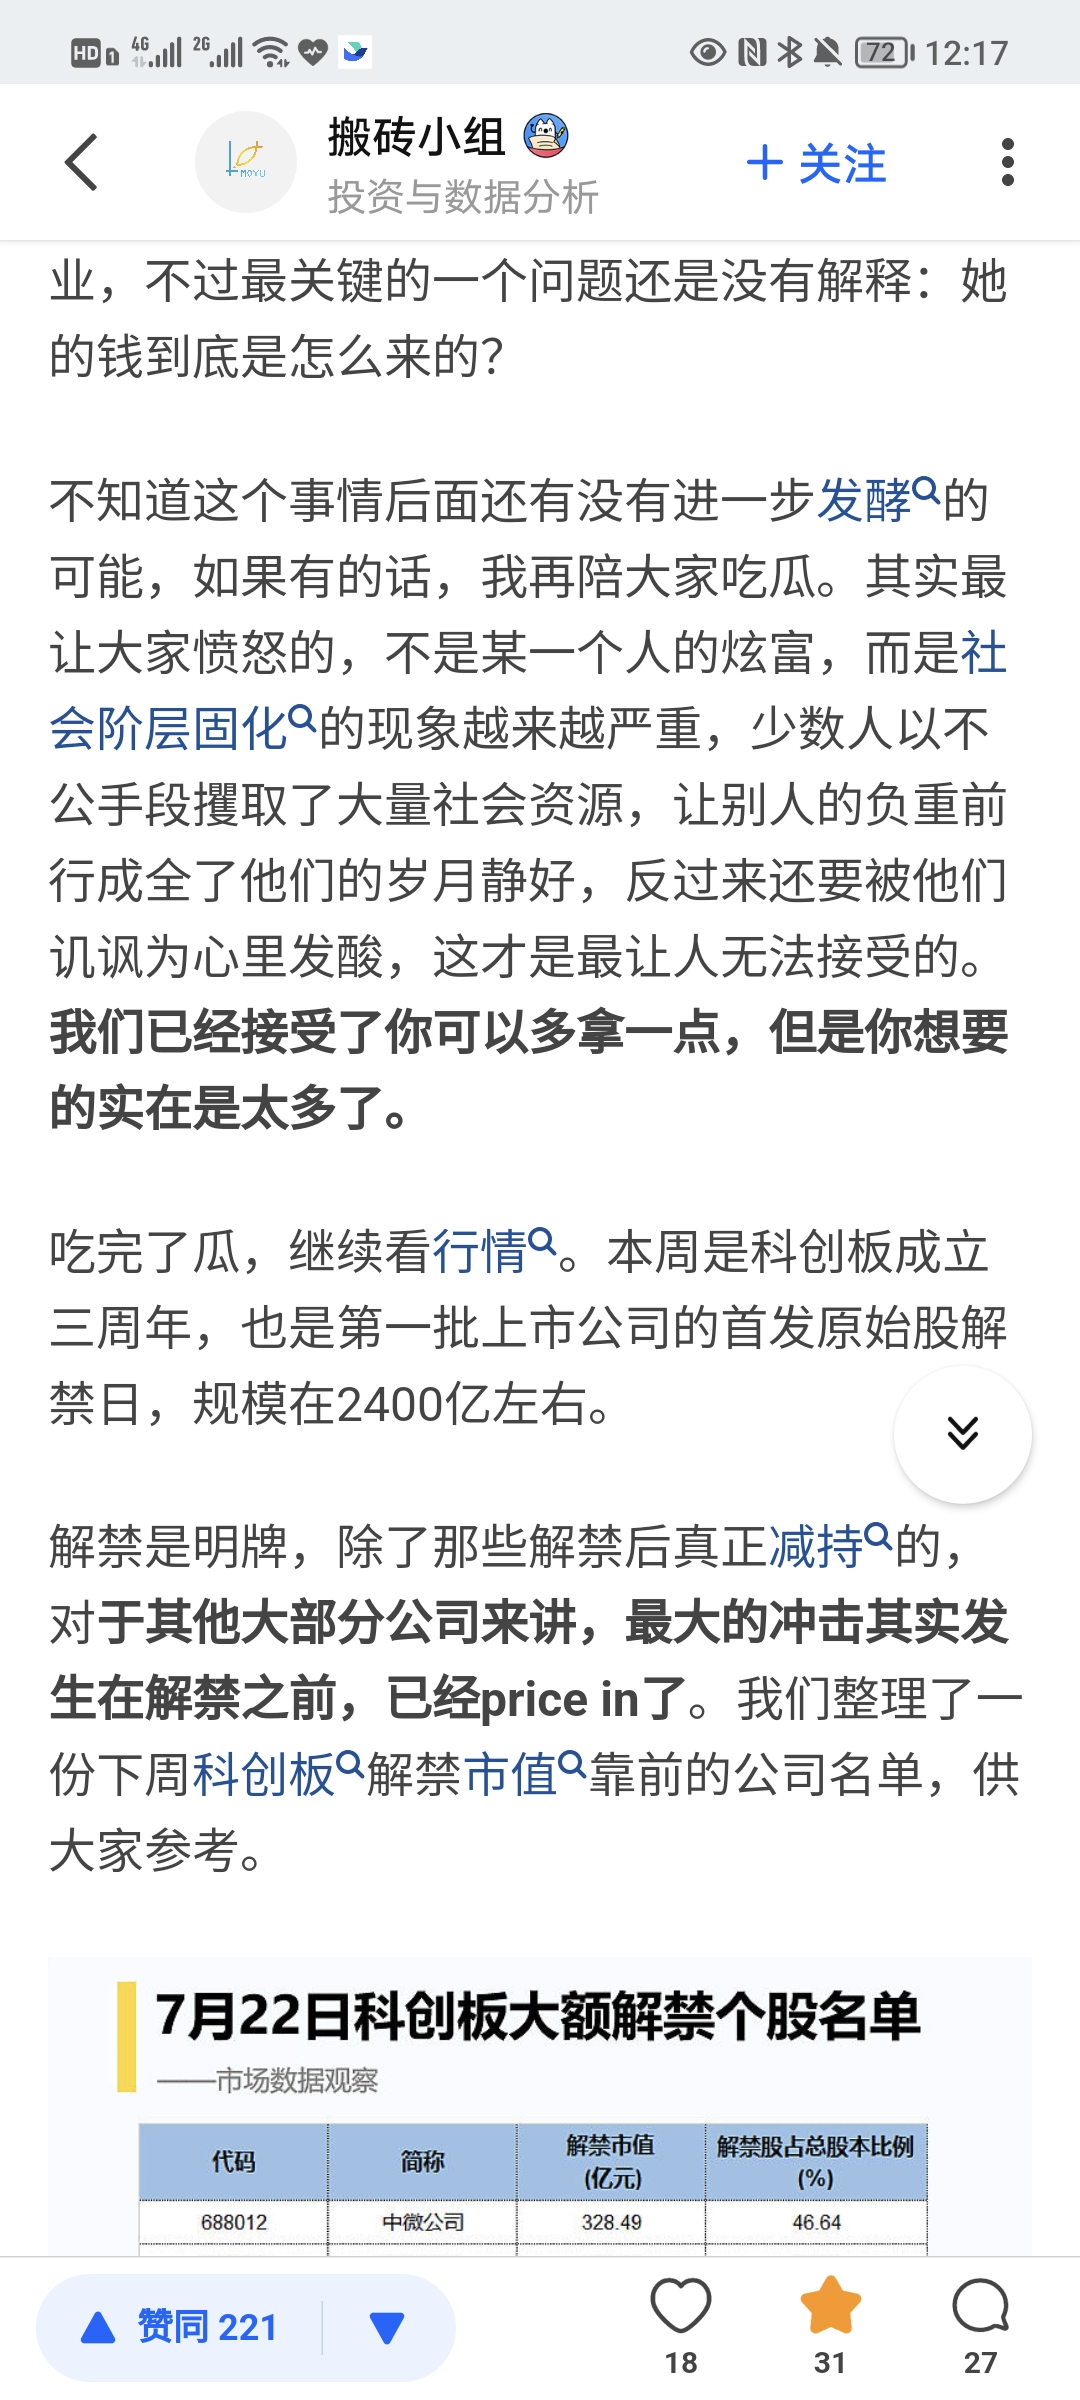 HD 1 4G 2G 72 12:17
搬砖小组
MOYU
投资与数据分析
+ 关注
业，不过最关键的一个问题还是没有解释：她
的钱到底是怎么来的？
不知道这个事情后面还有没有进一步发酵的
可能，如果有的话，我再陪大家吃瓜。其实最
让大家愤怒的，不是某一个人的炫富，而是社
会阶层固化的现象越来越严重，少数人以不
公手段攫取了大量社会资源，让别人的负重前
行成全了他们的岁月静好，反过来还要被他们
讥讽为心里发酸，这才是最让人无法接受的。
我们已经接受了你可以多拿一点，但是你想要
的实在是太多了。
吃完了瓜，继续看行情。本周是科创板成立
三周年，也是第一批上市公司的首发原始股解
禁日，规模在2400亿左右。
解禁是明牌，除了那些解禁后真正减持的，
对于其他大部分公司来讲，最大的冲击其实发
生在解禁之前，已经price in了。我们整理了一
份下周科创板解禁市值靠前的公司名单，供
大家参考。
7月22日科创板大额解禁个股名单
——市场数据观察
代码 简称 解禁市值 解禁股占总股本比例
(亿元) (%)
688012 中微公司 328.49 46.64
赞同 221
18 31 27